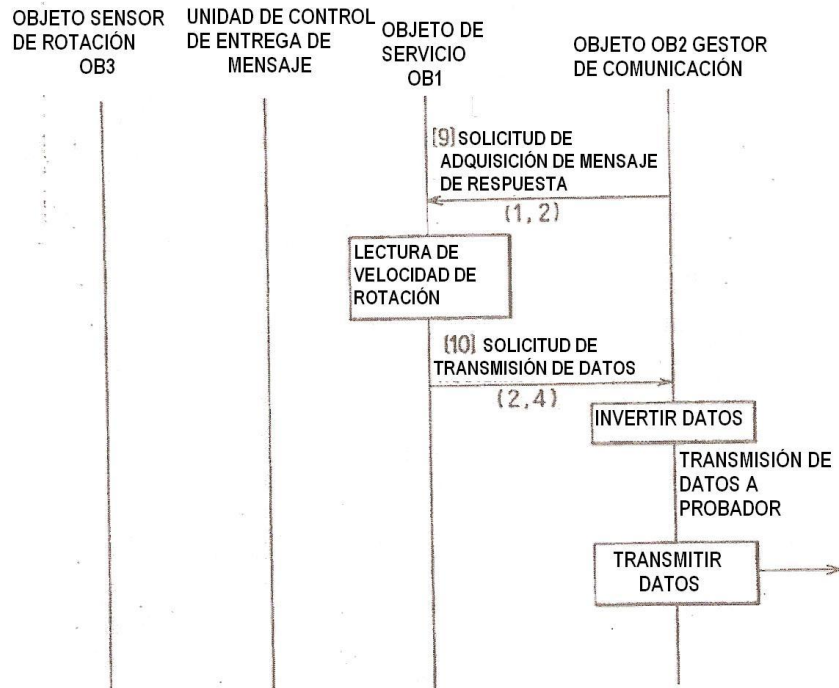 OBJETO SENSOR
DE ROTACIÓN
OB3
UNIDAD DE CONTROL
DE ENTREGA DE
MENSAJE
OBJETO DE
SERVICIO
OB1
OBJETO OB2 GESTOR
DE COMUNICACIÓN
[9] SOLICITUD DE
ADQUISICIÓN DE MENSAJE
DE RESPUESTA
(1,2)
LECTURA DE
VELOCIDAD DE
ROTACIÓN
[10] SOLICITUD DE
TRANSMISIÓN DE DATOS
(2,4)
INVERTIR DATOS
TRANSMISIÓN DE
DATOS A
PROBADOR
TRANSMITIR
DATOS